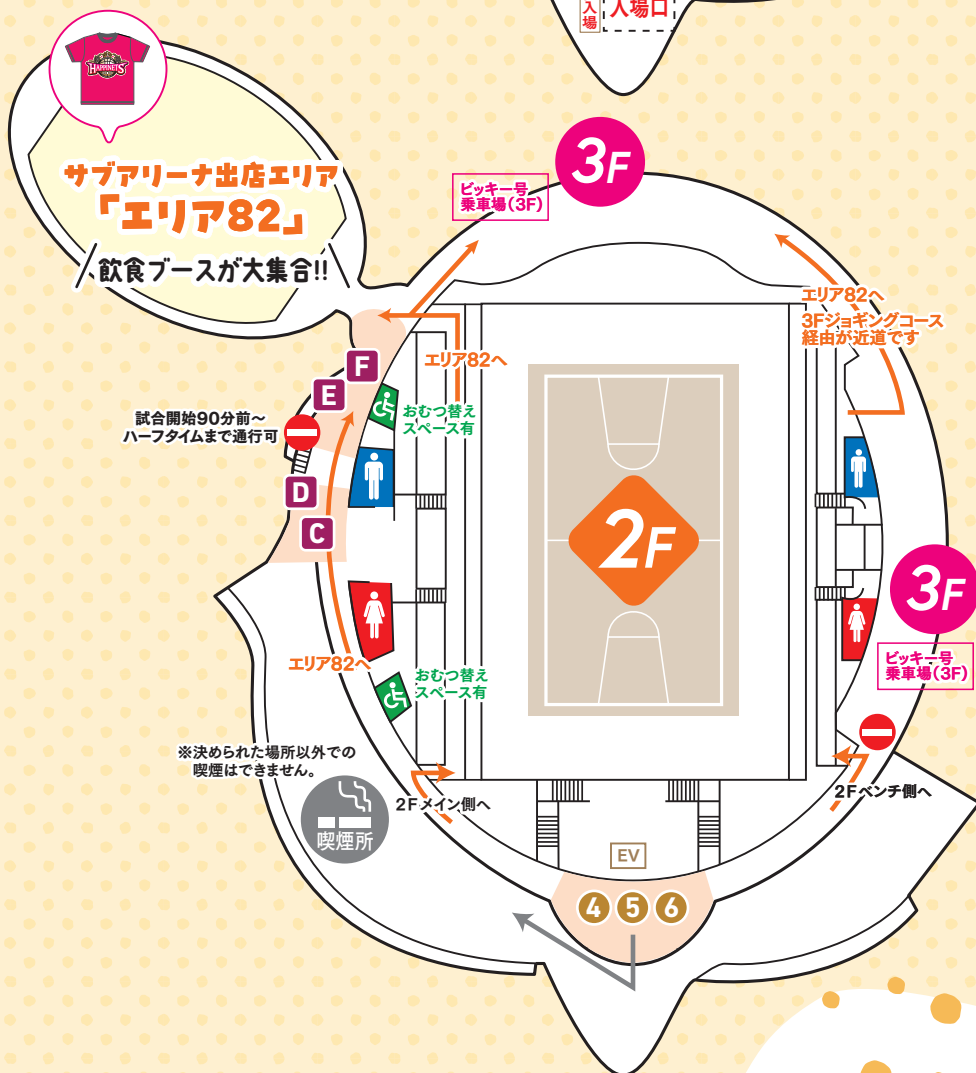 入場
入場口
HAPPINETS
サブアリーナ出店エリア
「エリア82」
飲食ブースが大集合!!
3F
ビッキー号
乗車場(3F)
エリア82へ
3Fジョギングコース
経由が近道です
エリア82へ
F
E
おむつ替え
スペース有
試合開始90分前〜
ハーフタイムまで通行可
D
C
2F
3F
ビッキー号
乗車場(3F)
エリア82へ
おむつ替え
スペース有
※決められた場所以外での
喫煙はできません。
喫煙所
2Fメイン側へ
2Fベンチ側へ
EV
4 5 6